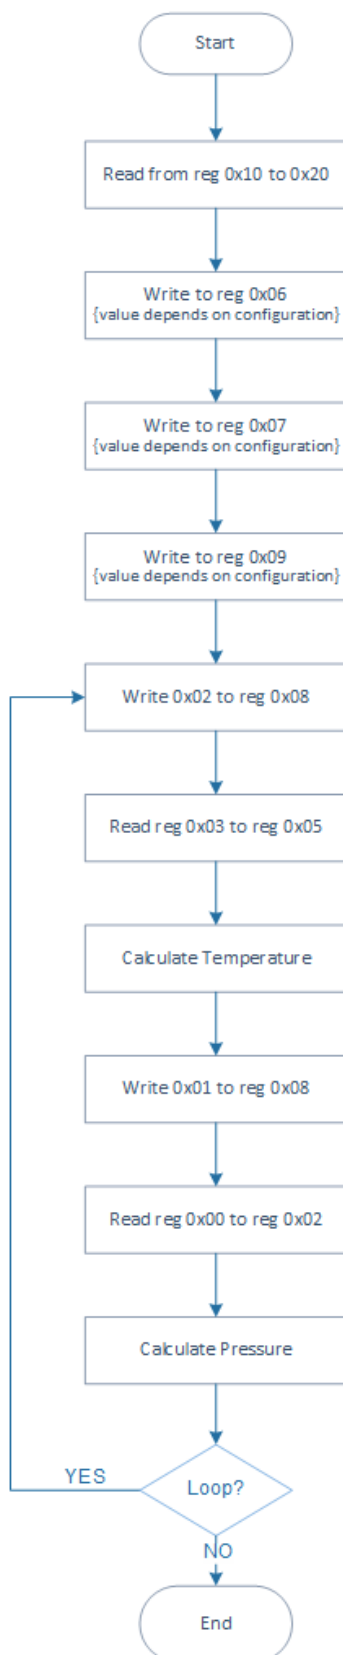 Start
Read from reg 0x10 to 0x20
Write to reg 0x06
{value depends on configuration}
Write to reg 0x07
{value depends on configuration}
Write to reg 0x09
{value depends on configuration}
Write 0x02 to reg 0x08
Read reg 0x03 to reg 0x05
Calculate Temperature
Write 0x01 to reg 0x08
Read reg 0x00 to reg 0x02
Calculate Pressure
YES
Loop?
NO
End